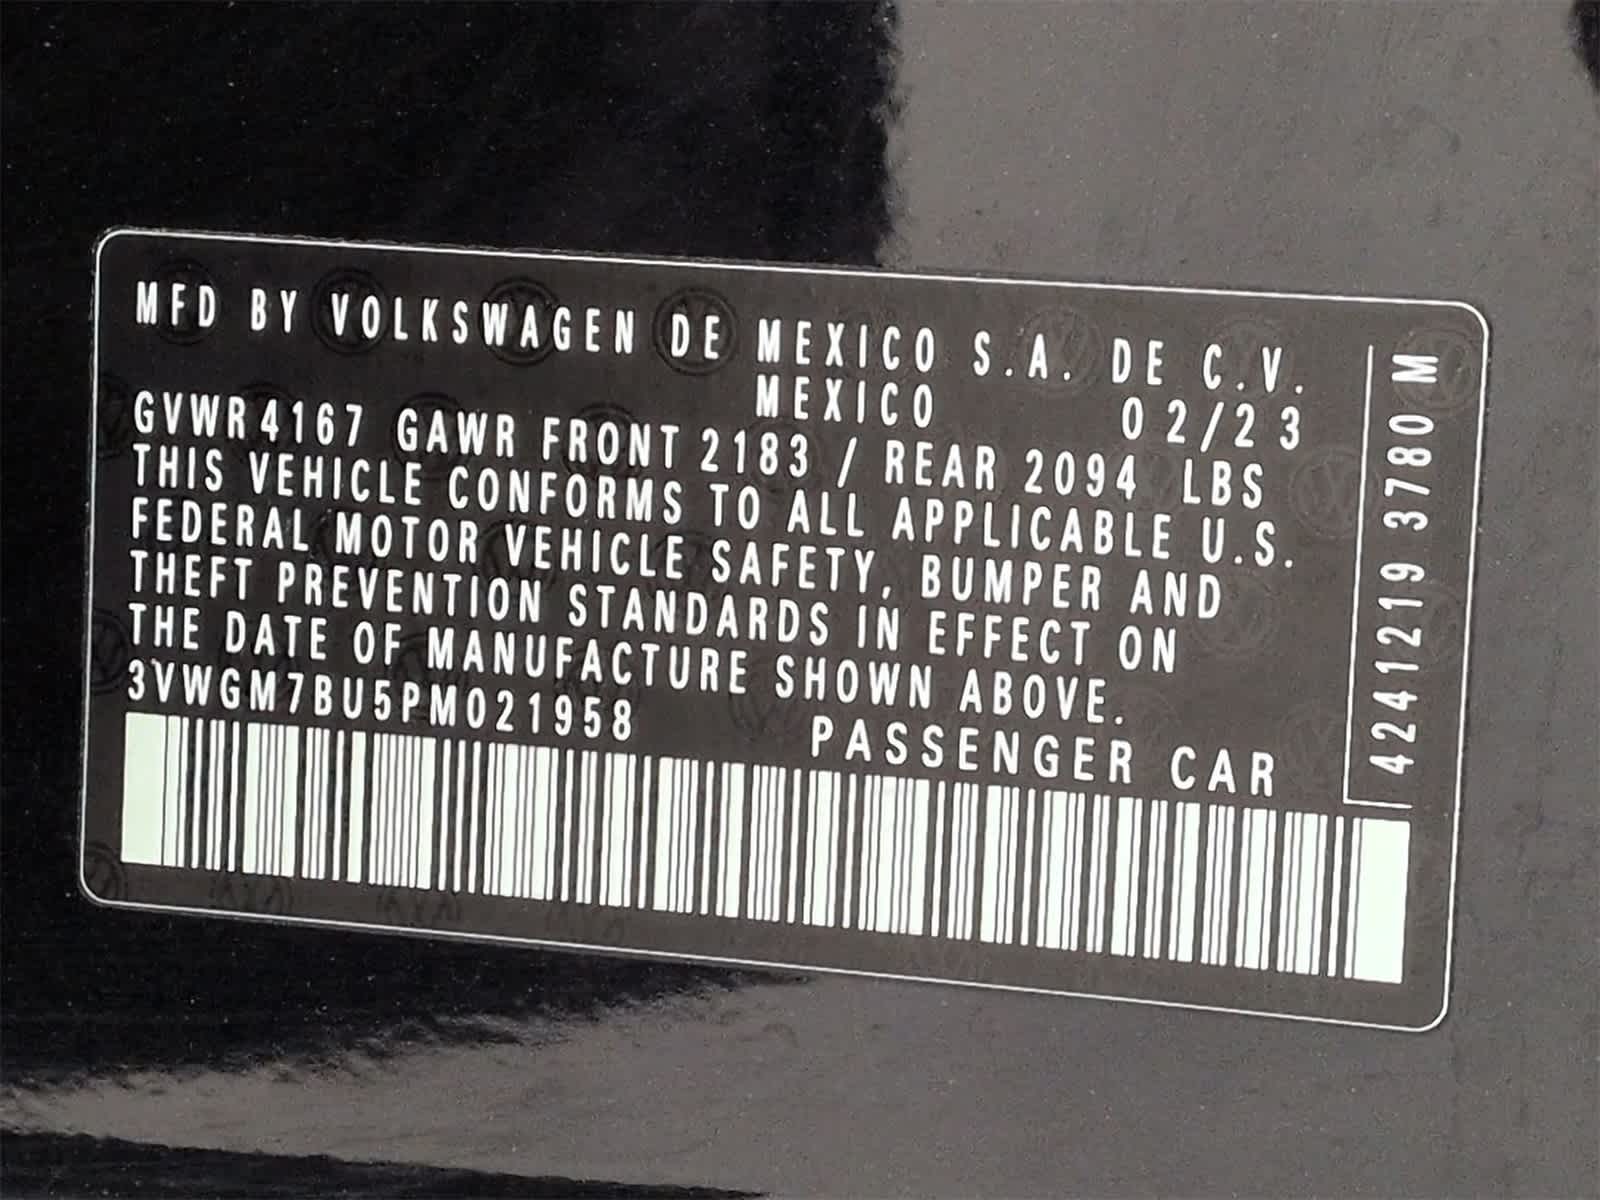 MFD BY VOLKSWAGEN DE MEXICO S.A. DE C.V.
MEXICO 02/23
GVWR 4167 GAWR FRONT 2183 / REAR 2094 LBS
THIS VEHICLE CONFORMS TO ALL APPLICABLE U.S.
FEDERAL MOTOR VEHICLE SAFETY, BUMPER AND
THEFT PREVENTION STANDARDS IN EFFECT ON
THE DATE OF MANUFACTURE SHOWN ABOVE.
3VWGM7BU5PM021958 PASSENGER CAR
4241219 3780 M